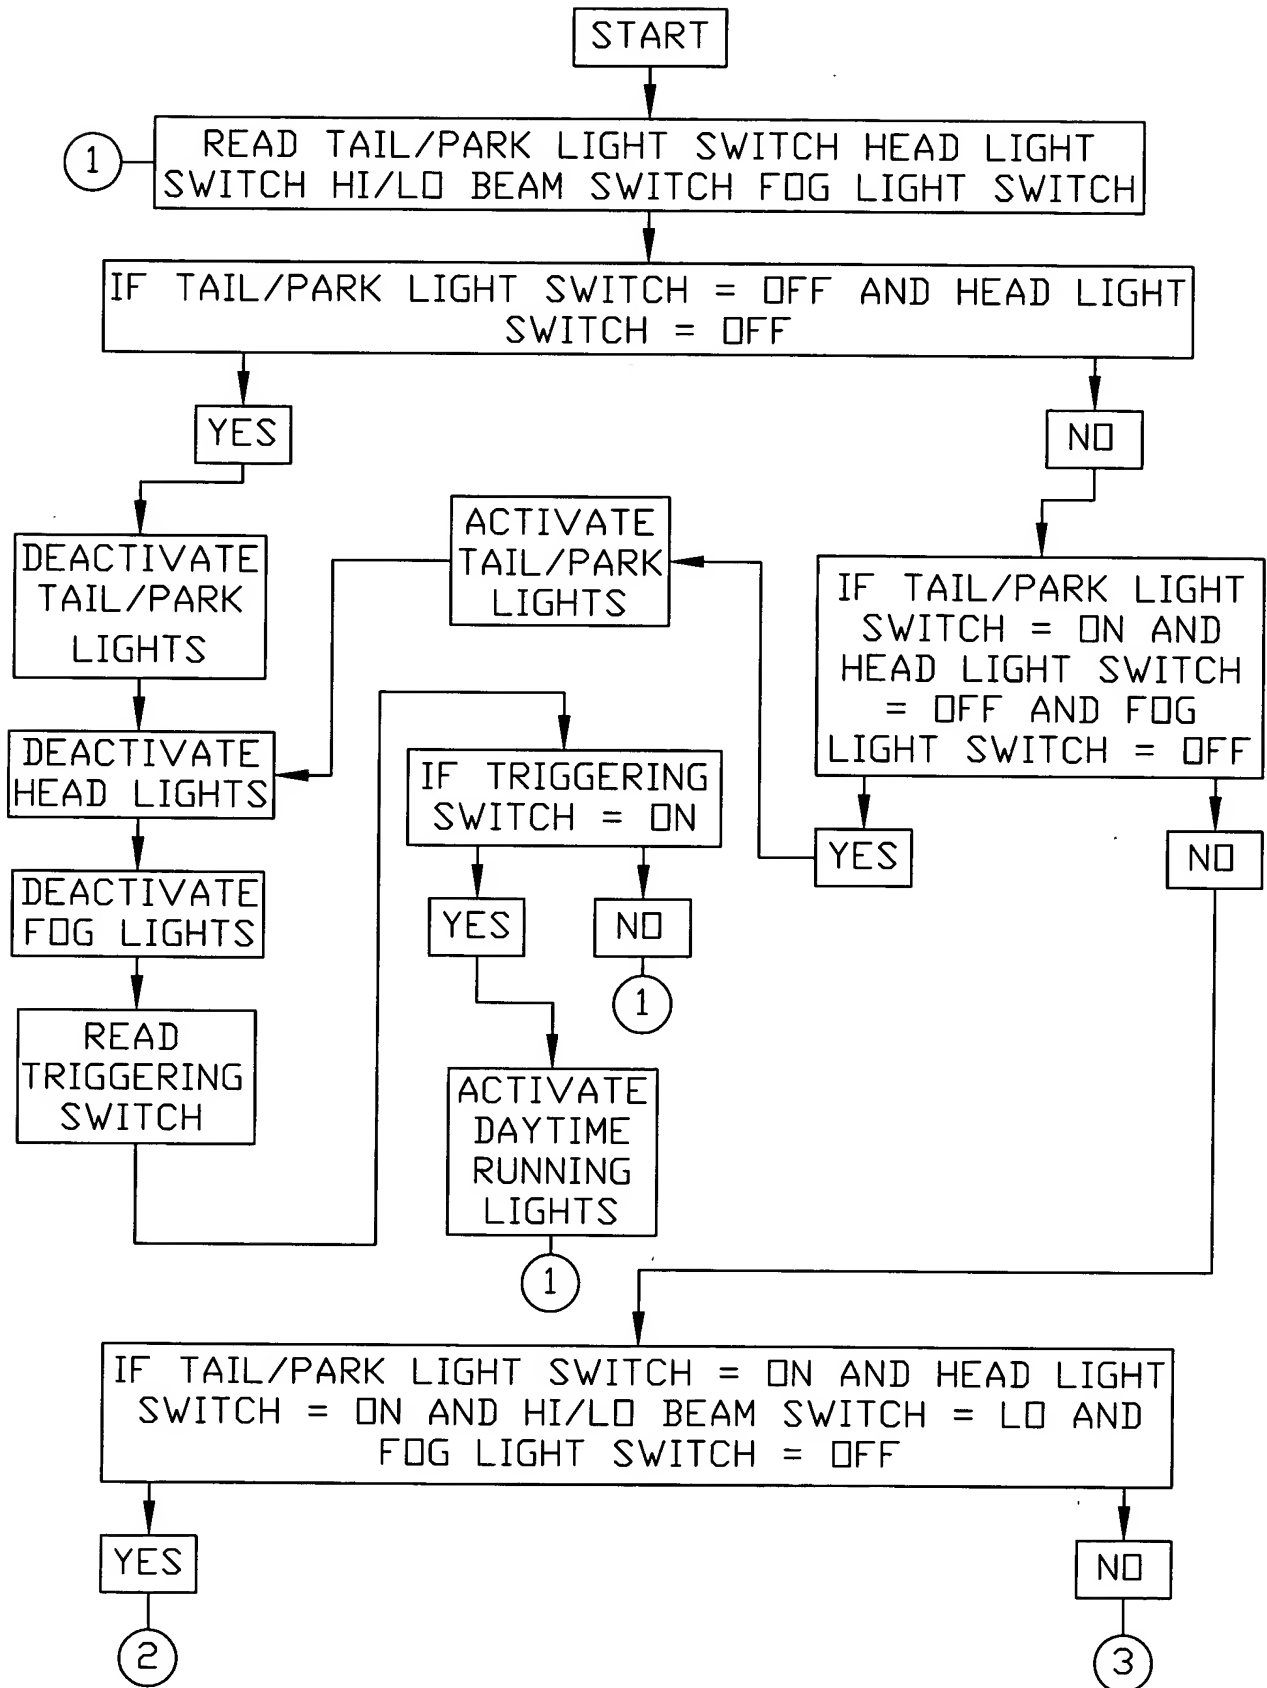 START
1
READ TAIL/PARK LIGHT SWITCH HEAD LIGHT
SWITCH HI/LO BEAM SWITCH FOG LIGHT SWITCH
IF TAIL/PARK LIGHT SWITCH = OFF AND HEAD LIGHT
SWITCH = OFF
YES
NO
DEACTIVATE
TAIL/PARK
LIGHTS
ACTIVATE
TAIL/PARK
LIGHTS
IF TAIL/PARK LIGHT
SWITCH = ON AND
HEAD LIGHT SWITCH
= OFF AND FOG
LIGHT SWITCH = OFF
DEACTIVATE
HEAD LIGHTS
IF TRIGGERING
SWITCH = ON
YES
NO
DEACTIVATE
FOG LIGHTS
YES
NO
1
READ
TRIGGERING
SWITCH
ACTIVATE
DAYTIME
RUNNING
LIGHTS
1
IF TAIL/PARK LIGHT SWITCH = ON AND HEAD LIGHT
SWITCH = ON AND HI/LO BEAM SWITCH = LO AND
FOG LIGHT SWITCH = OFF
YES
NO
2
3